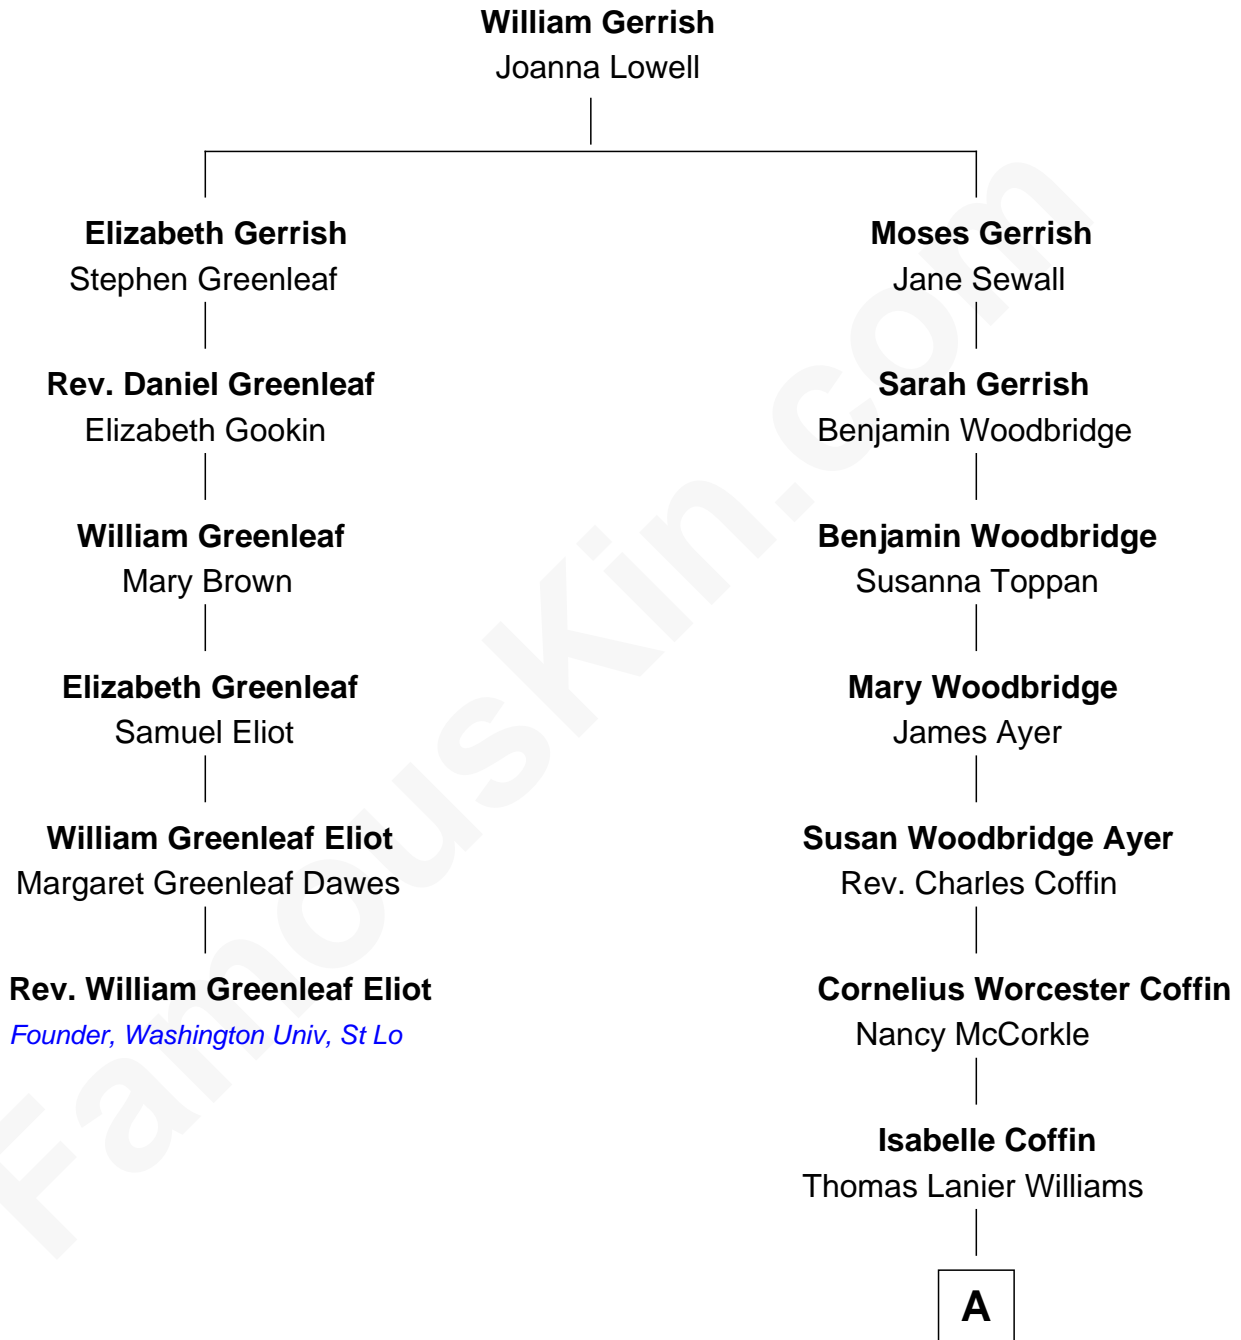 William Gerrish
Joanna Lowell
Elizabeth Gerrish
Stephen Greenleaf
Rev. Daniel Greenleaf
Elizabeth Gookin
William Greenleaf
Mary Brown
Elizabeth Greenleaf
Samuel Eliot
William Greenleaf Eliot
Margaret Greenleaf Dawes
Rev. William Greenleaf Eliot
Founder, Washington Univ, St Lo
Moses Gerrish
Jane Sewall
Sarah Gerrish
Benjamin Woodbridge
Benjamin Woodbridge
Susanna Toppan
Mary Woodbridge
James Ayer
Susan Woodbridge Ayer
Rev. Charles Coffin
Cornelius Worcester Coffin
Nancy McCorkle
Isabelle Coffin
Thomas Lanier Williams
A
FamousKin.com